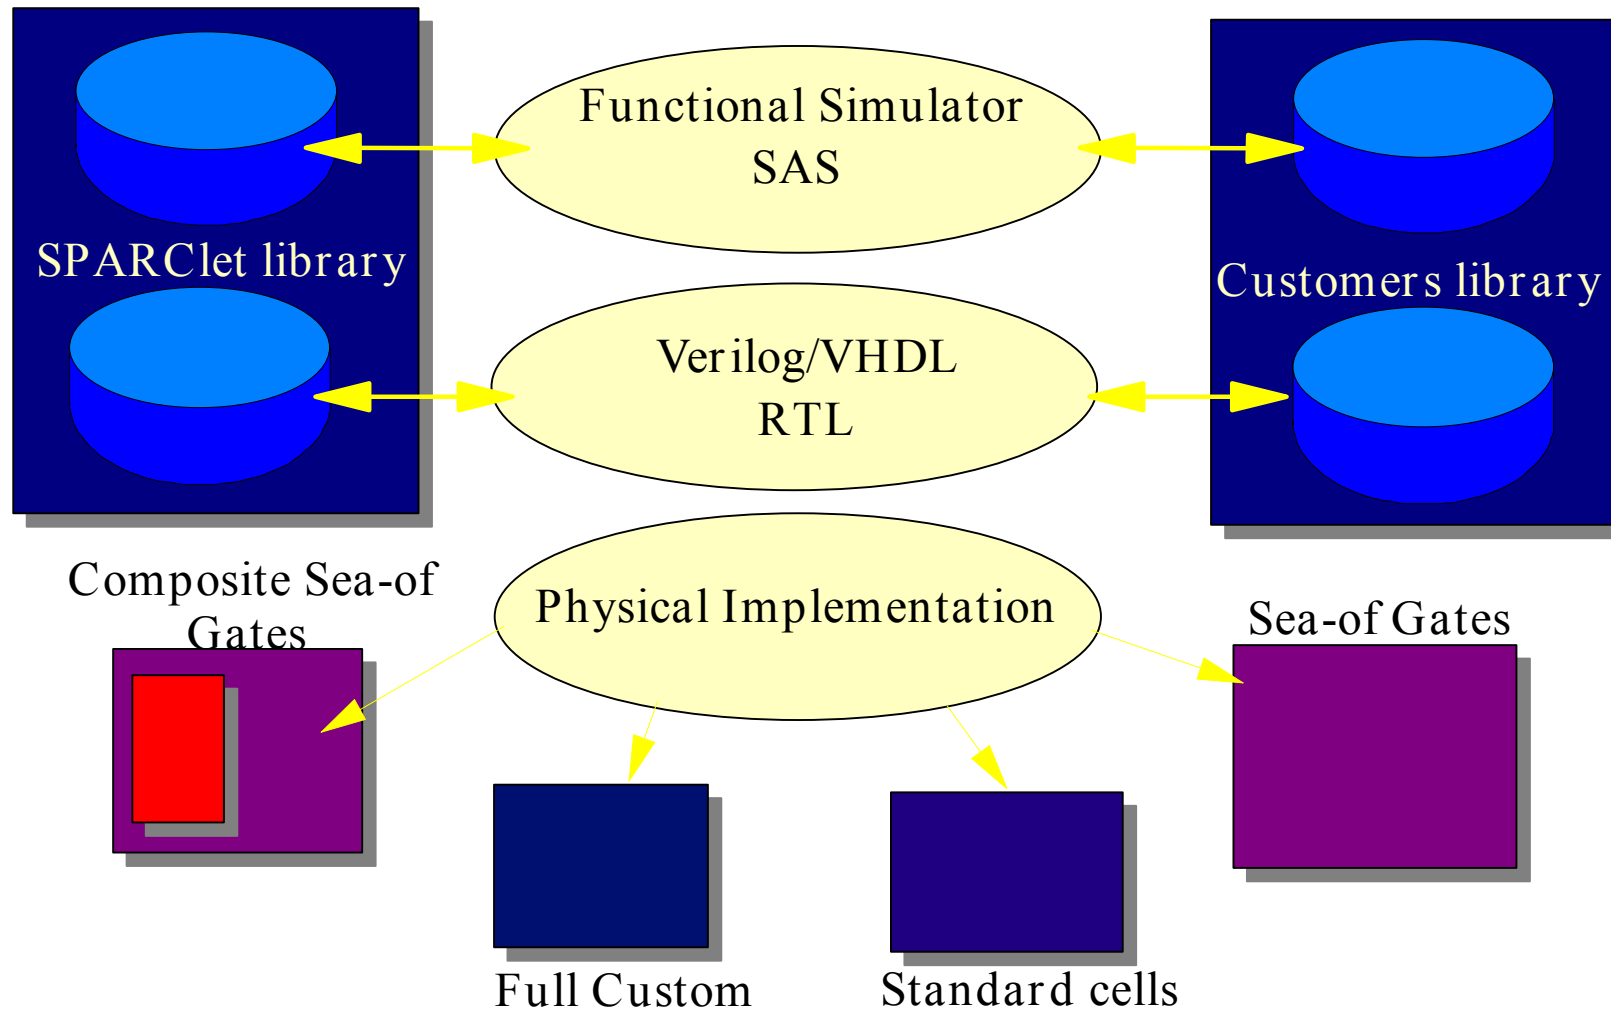 Functional Simulator
SAS
SPARClet library
Customers library
Verilog/VHDL
RTL
Composite Sea-of
Gates
Physical Implementation
Sea-of Gates
Full Custom
Standard cells